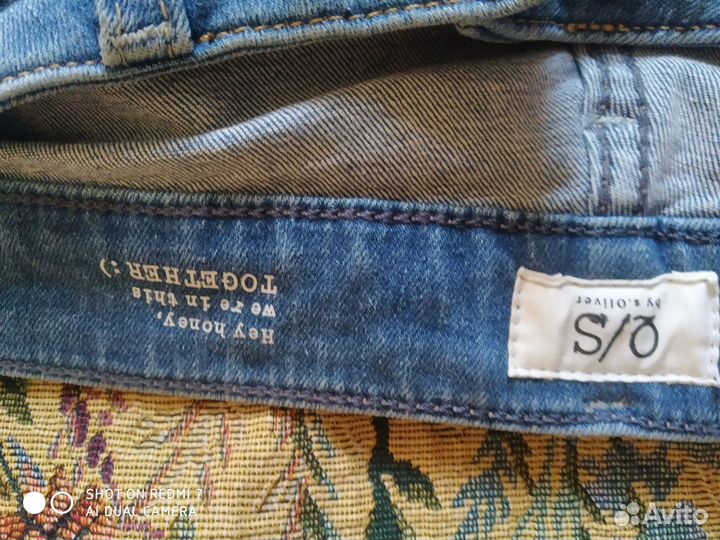 Hey honey,
we're in this
TOGETHER :)
Q/S
by s.Oliver
SHOT ON REDMI 7
AI DUAL CAMERA
Avito